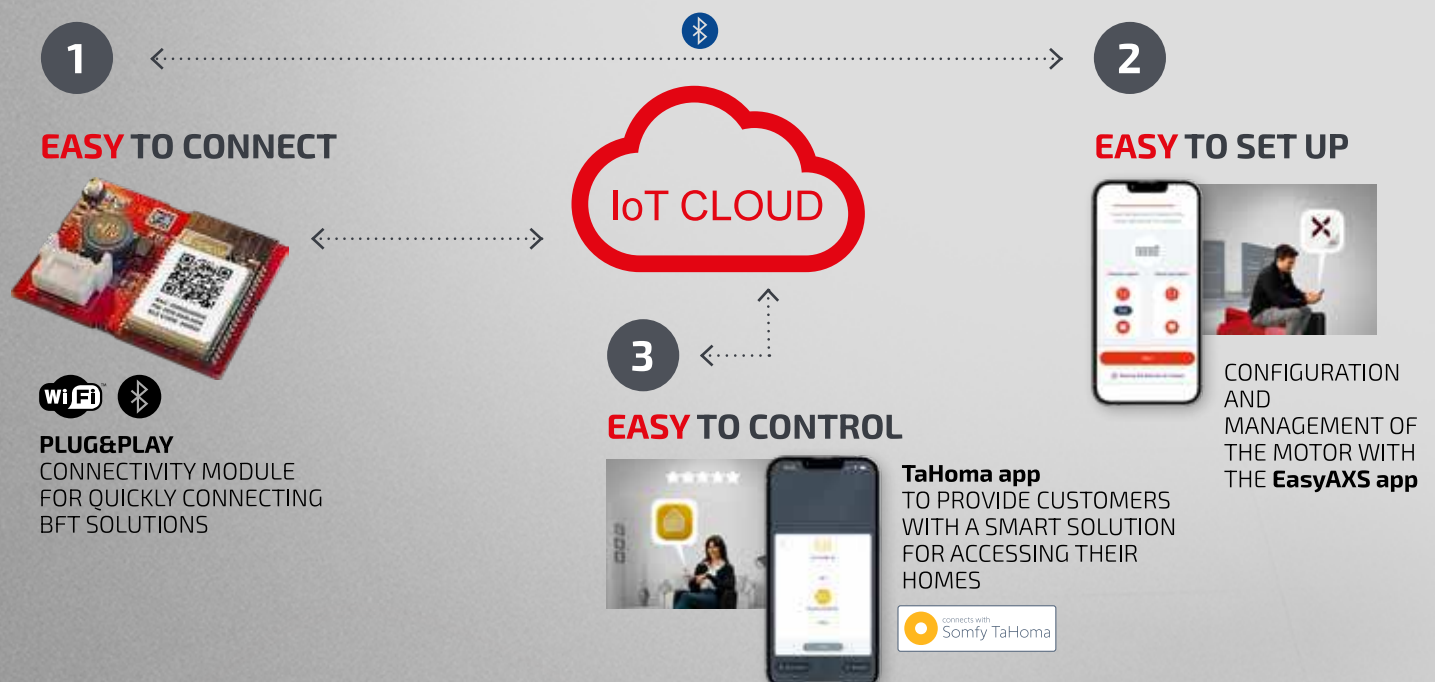 1
2
EASY TO CONNECT
IoT CLOUD
EASY TO SET UP
WiFi
PLUG&PLAY
CONNECTIVITY MODULE
FOR QUICKLY CONNECTING
BFT SOLUTIONS
3
EASY TO CONTROL
TaHoma app
TO PROVIDE CUSTOMERS
WITH A SMART SOLUTION
FOR ACCESSING THEIR
HOMES
connects with
Somfy TaHoma
CONFIGURATION
AND
MANAGEMENT OF
THE MOTOR WITH
THE EasyAXS app